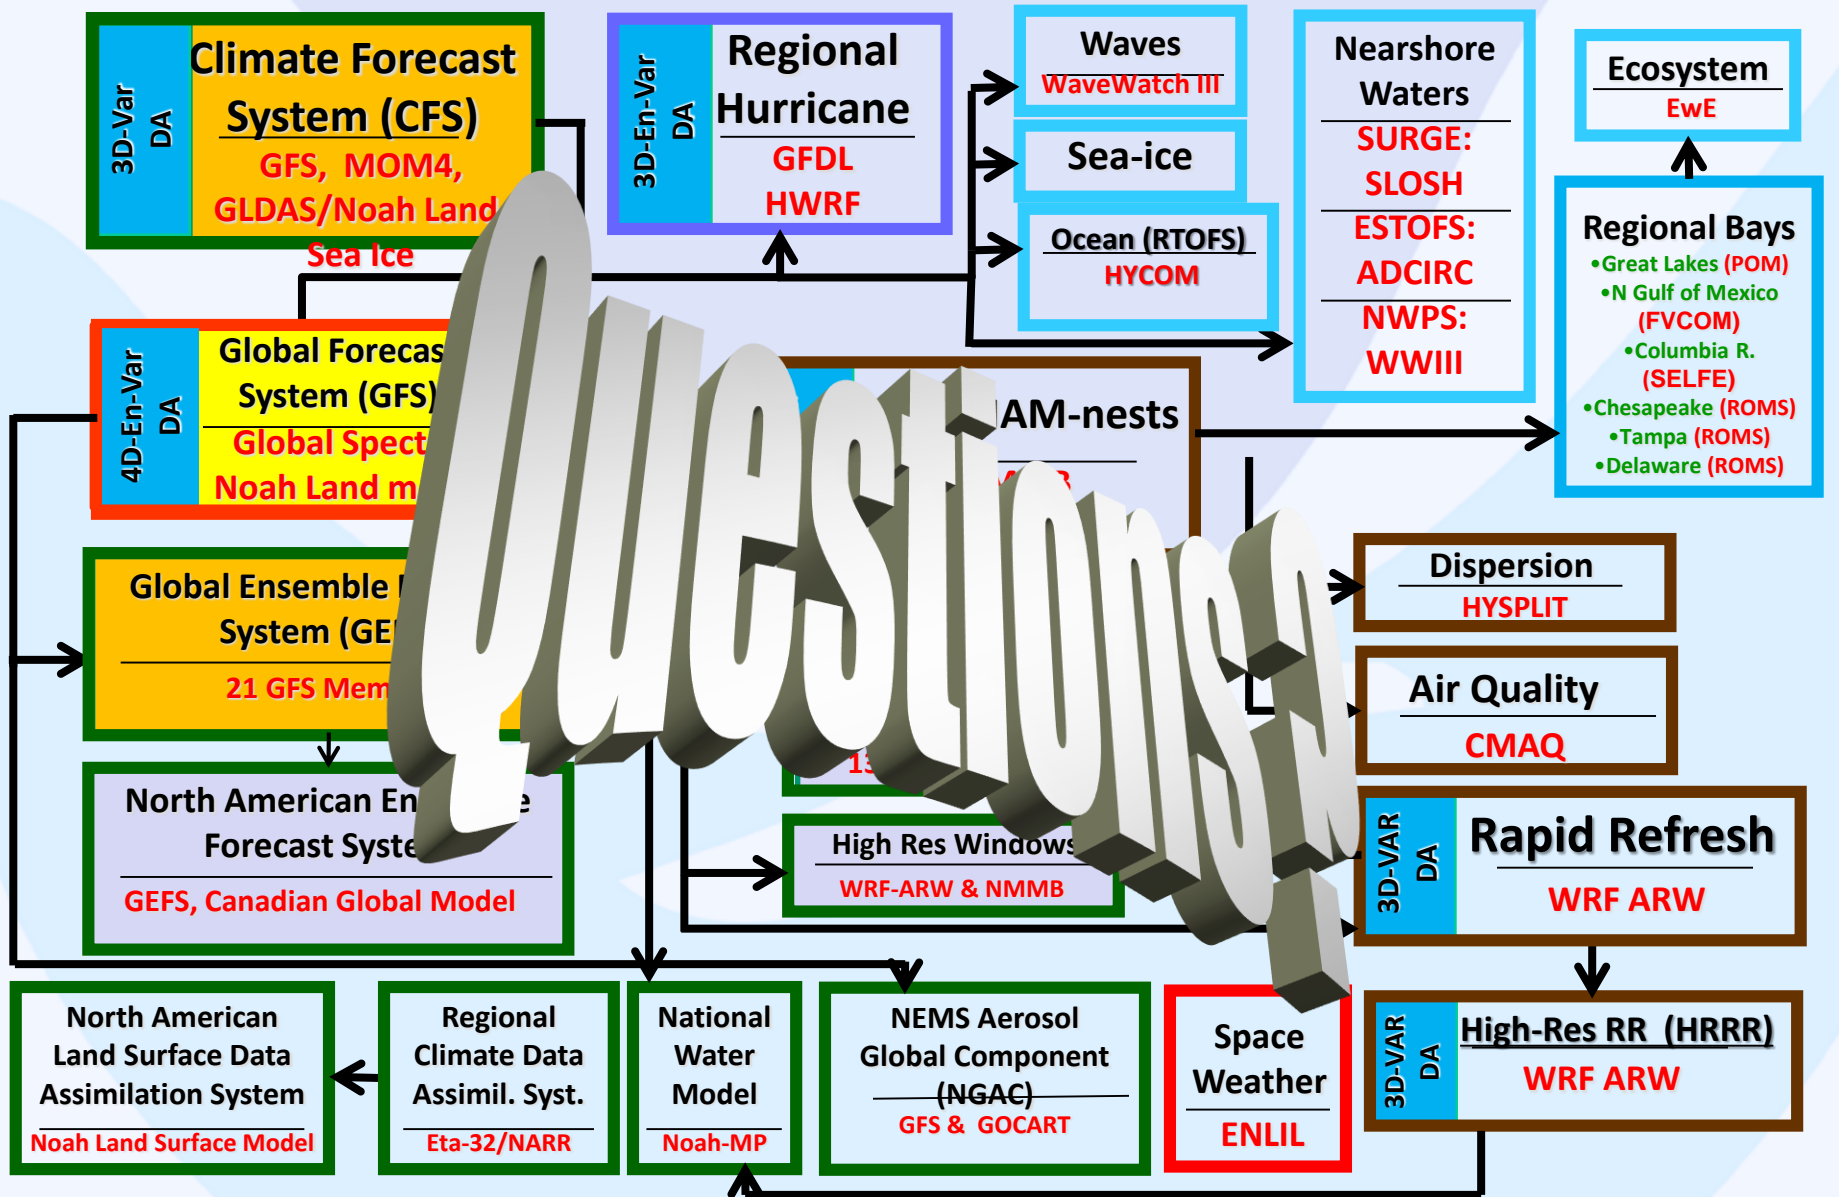 3D-Var
DA
Climate Forecast
System (CFS)
GFS, MOM4,
GLDAS/Noah Land
Sea Ice
3D-En-Var
DA
Regional
Hurricane
GFDL
HWRF
Waves
WaveWatch III
Sea-ice
Ocean (RTOFS)
HYCOM
Nearshore
Waters
SURGE:
SLOSH
ESTOFS:
ADCIRC
NWPS:
WWIII
Ecosystem
EwE
Regional Bays
•Great Lakes (POM)
•N Gulf of Mexico
(FVCOM)
•Columbia R.
(SELFE)
•Chesapeake (ROMS)
•Tampa (ROMS)
•Delaware (ROMS)
4D-En-Var
DA
Global
System (GFS)
Global
Noah Land
-nests
Questions?
Global Ensemble
System
21 GFS
North American
Forecast
GEFS, Canadian Global Model
High Res Windows
WRF-ARW & NMMB
Dispersion
HYSPLIT
Air Quality
CMAQ
3D-VAR
DA
Rapid Refresh
WRF ARW
3D-VAR
DA
High-Res RR (HRRR)
WRF ARW
North American
Land Surface Data
Assimilation System
Noah Land Surface Model
Regional
Climate Data
Assimil. Syst.
Eta-32/NARR
National
Water
Model
Noah-MP
NEMS Aerosol
Global Component
(NGAC)
GFS & GOCART
Space
Weather
ENLIL